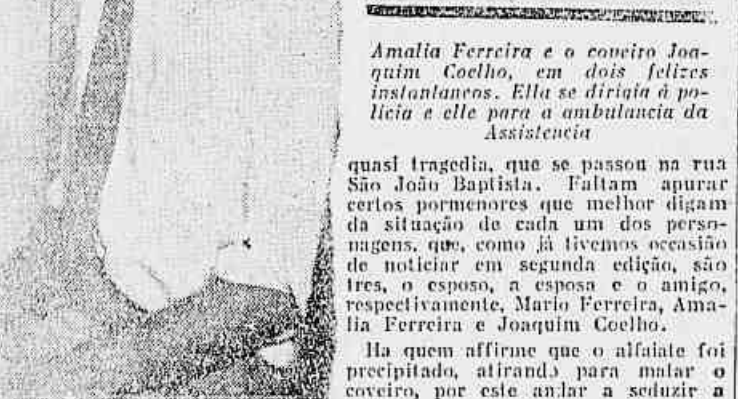 Amalia Ferreira e o coveiro Joa-
quim Coelho, em dois felizes
instantaneos. Ella se dirigia á po-
licia e elle para a ambulancia da
Assistencia
quasi tragedia, que se passou na rua
São João Baptista. Faltam apurar
certos pormenores que melhor digam
da situação de cada um dos perso-
nagens, que, como já tivemos occasião
de noticiar em segunda edição, são
tres, o esposo, a esposa e o amigo,
respectivamente, Mario Ferreira, Ama-
lia Ferreira e Joaquim Coelho.
Ha quem affirme que o alfaiate foi
precipitado, atirando para matar o
coveiro, por este andar a seduzir a